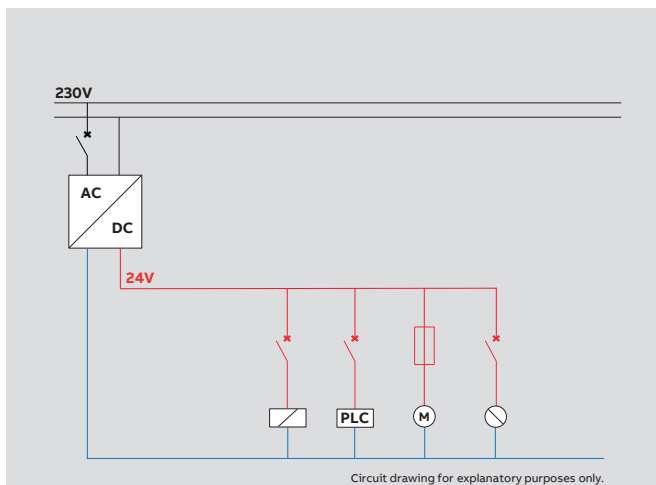 230V
AC
DC
24V
PLC
M
Circuit drawing for explanatory purposes only.